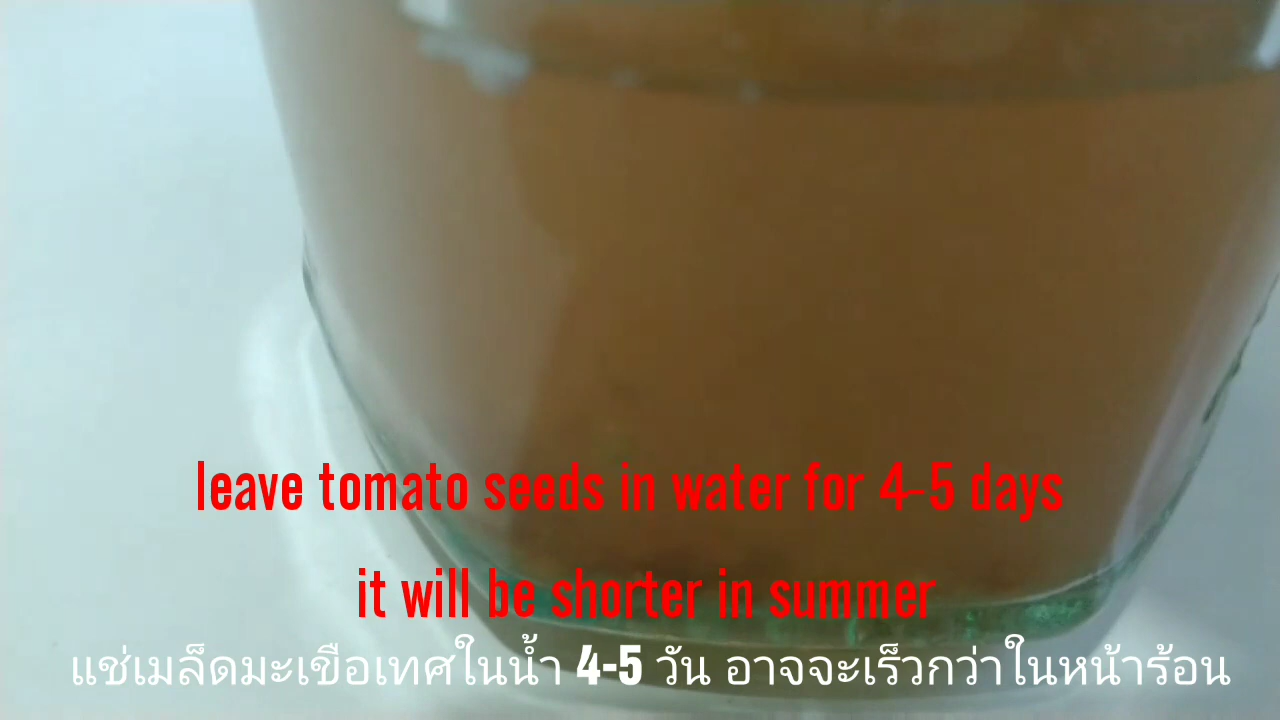 leave tomato seeds in water for 4-5 days
it will be shorter in summer
แช่เมล็ดมะเขือเทศในน้ำ 4-5 วัน อาจจะเร็วกว่าในหน้าร้อน